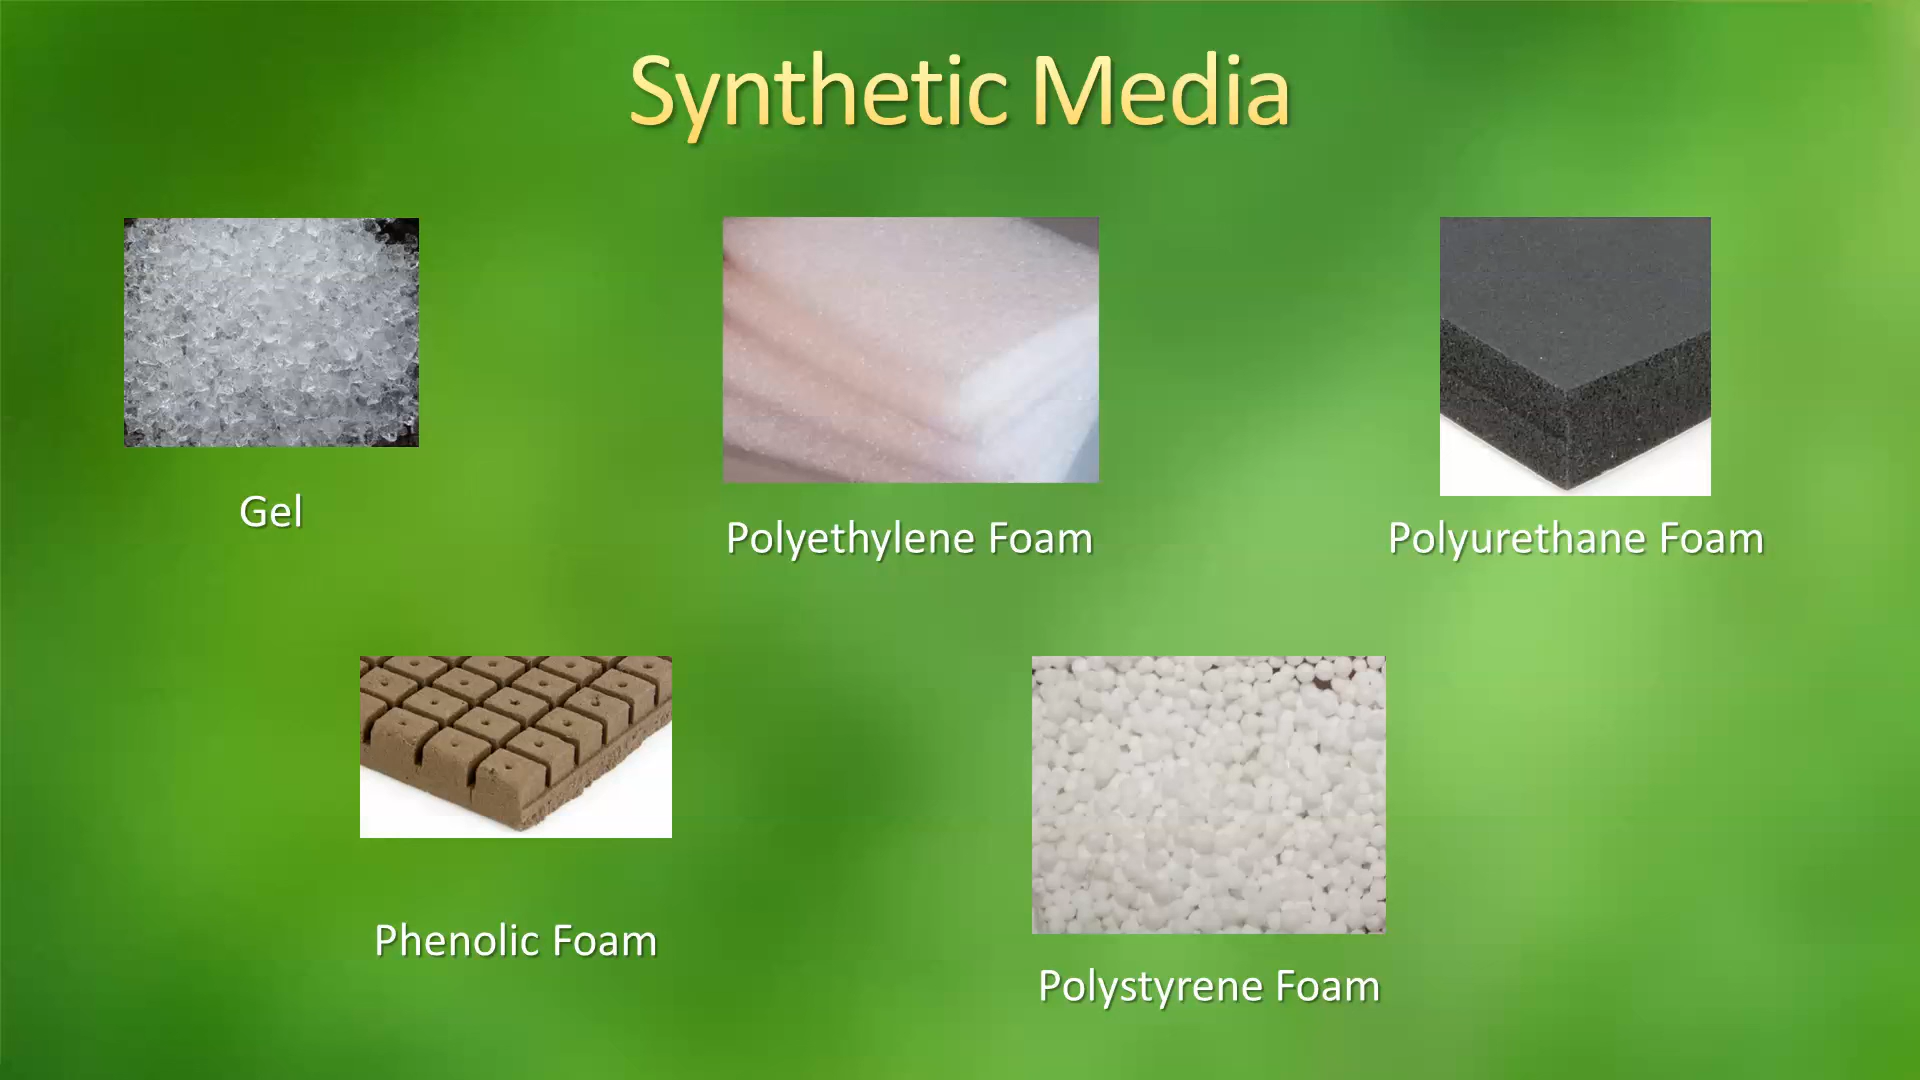 Synthetic Media
Gel
Polyethylene Foam
Polyurethane Foam
Phenolic Foam
Polystyrene Foam